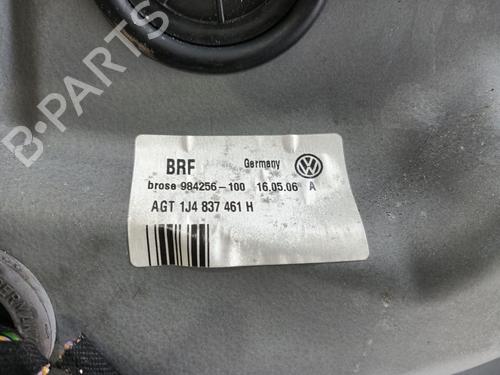 B-PARTS
BRF Germany
brose 984256-100 16.05.06 A
AGT 1J4 837 461 H